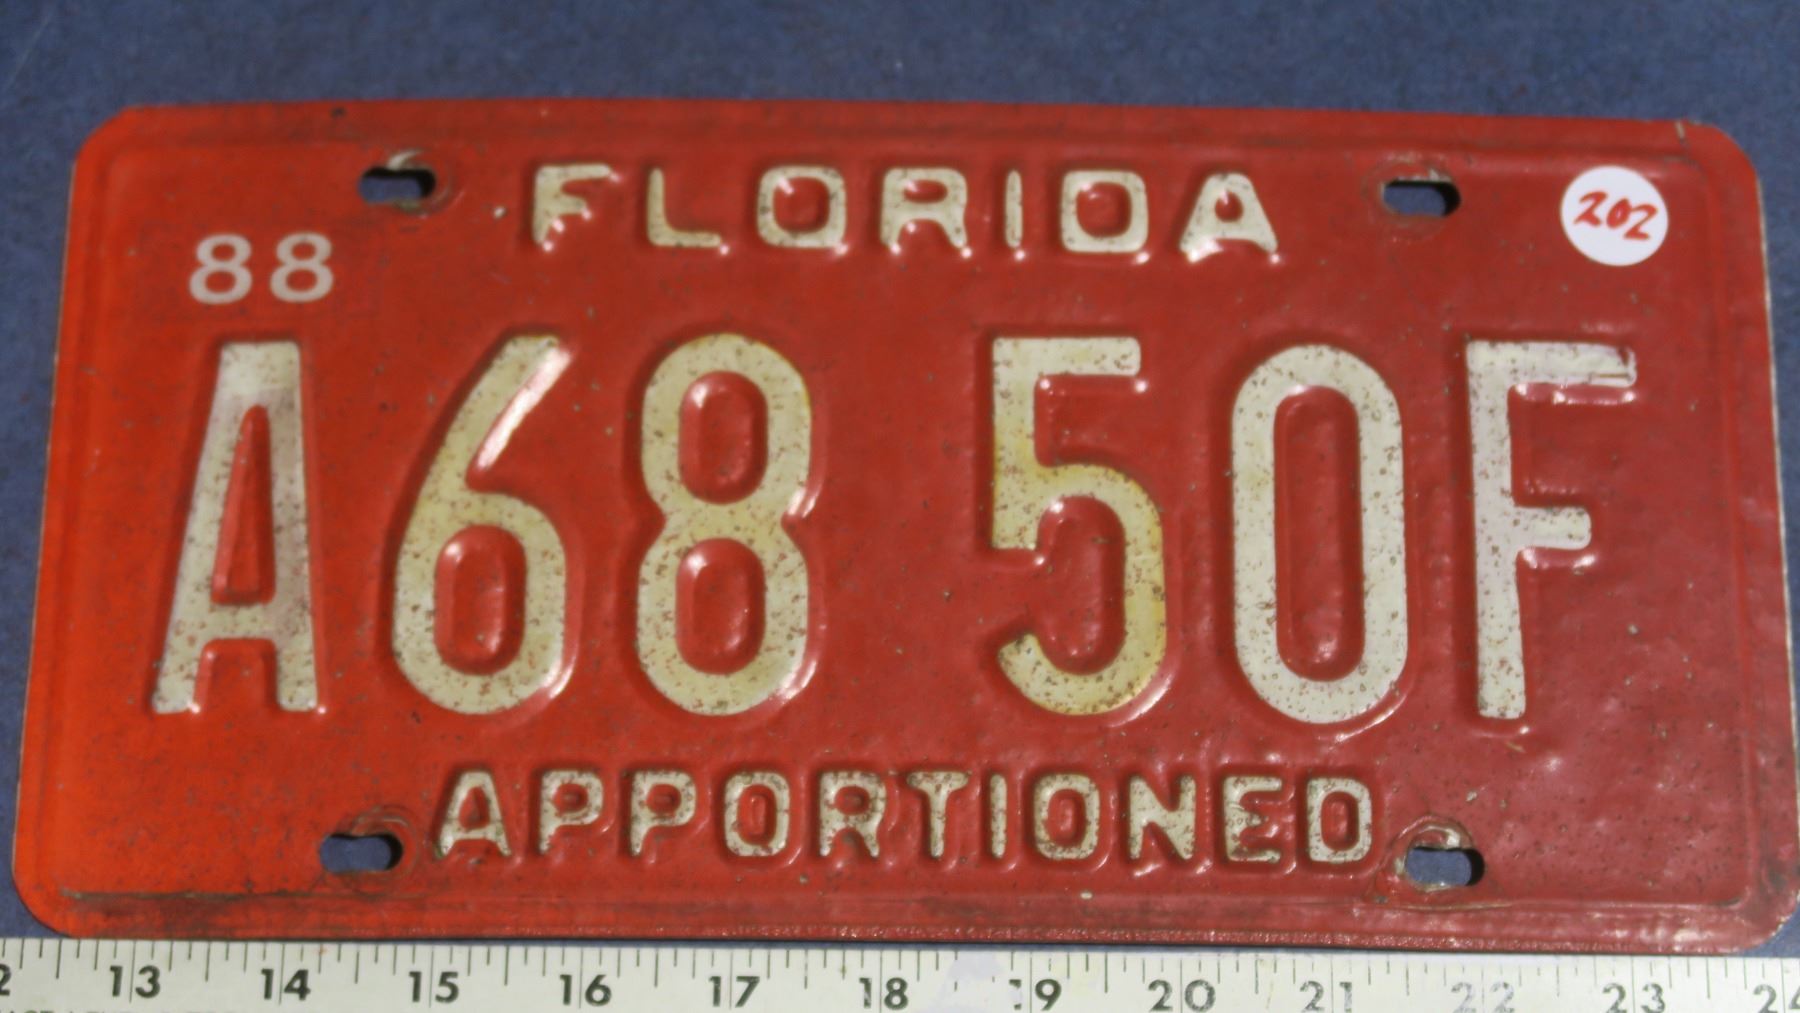 FLORIDA
202
88
A68 50F
APPORTIONED
13 14 15 16 17 18 19 20 21 22 23